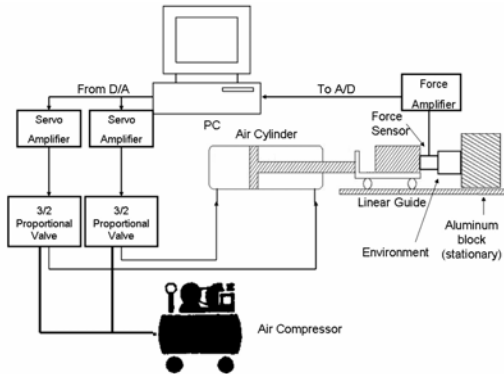 From D/A
To A/D
Force
Amplifier
Servo
Amplifier
Servo
Amplifier
PC
Force
Sensor
Air Cylinder
3/2
Proportional
Valve
3/2
Proportional
Valve
Linear Guide
Environment
Aluminum
block
(stationary)
Air Compressor